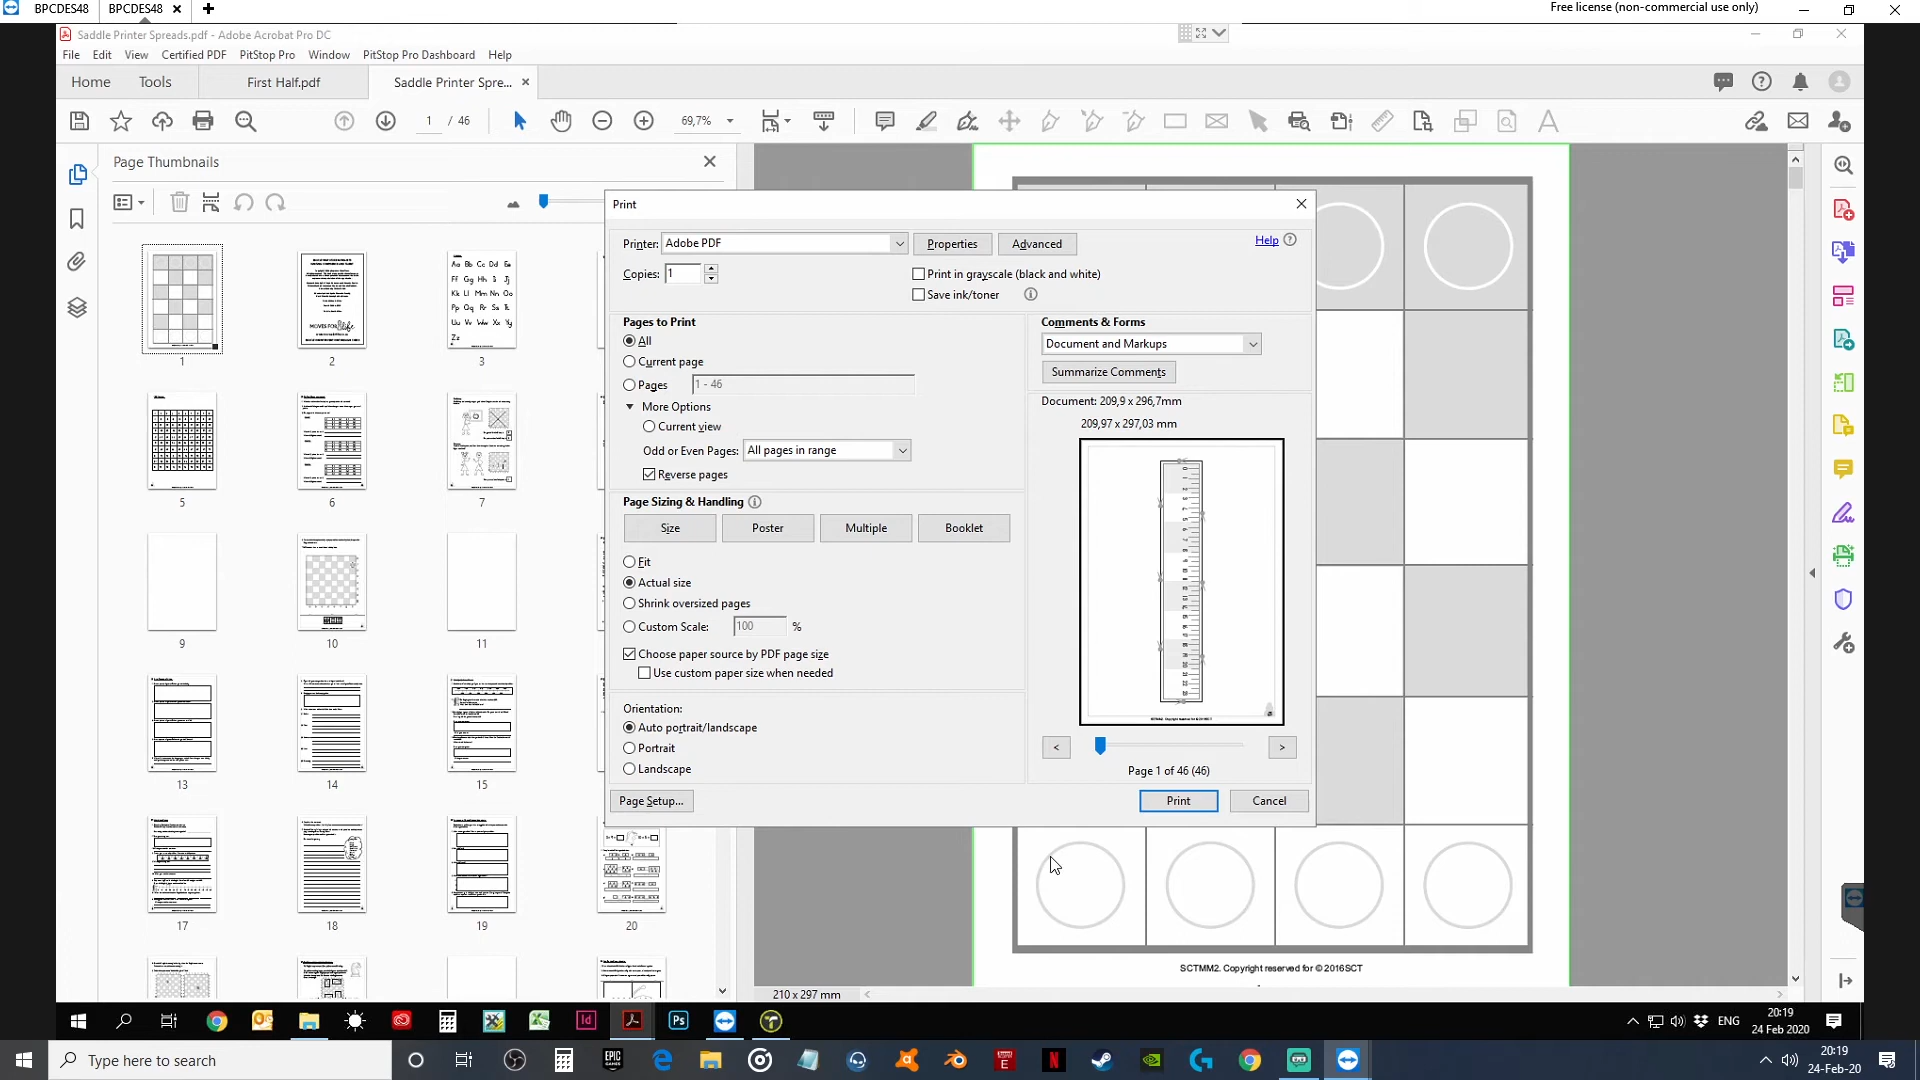 BPCDES48 BPCDES48 Free license (non-commercial use only)
Saddle Printer Spreads.pdf - Adobe Acrobat Pro DC
File Edit View Certified PDF PitStop Pro Window PitStop Pro Dashboard Help
Home Tools First Half.pdf Saddle Printer Spre...
1 / 46 69,7%
Page Thumbnails
1 2 3
5 6 7
9 10 11
13 14 15
17 18 19 20
Print
Printer: Adobe PDF Properties Advanced Help
Copies: 1 Print in grayscale (black and white)
Save ink/toner
Pages to Print
All
Current page
Pages 1 - 46
More Options
Current view
Odd or Even Pages: All pages in range
Reverse pages
Page Sizing & Handling
Size Poster Multiple Booklet
Fit
Actual size
Shrink oversized pages
Custom Scale: 100 %
Choose paper source by PDF page size
Use custom paper size when needed
Orientation:
Auto portrait/landscape
Portrait
Landscape
Comments & Forms
Document and Markups
Summarize Comments
Document: 209,9 x 296,7mm
209,97 x 297,03 mm
< >
Page 1 of 46 (46)
Page Setup... Print Cancel
SCTMM2. Copyright reserved for © 2016SCT
210 x 297 mm
ENG 20:19
24 Feb 2020
Type here to search
20:19
24-Feb-20